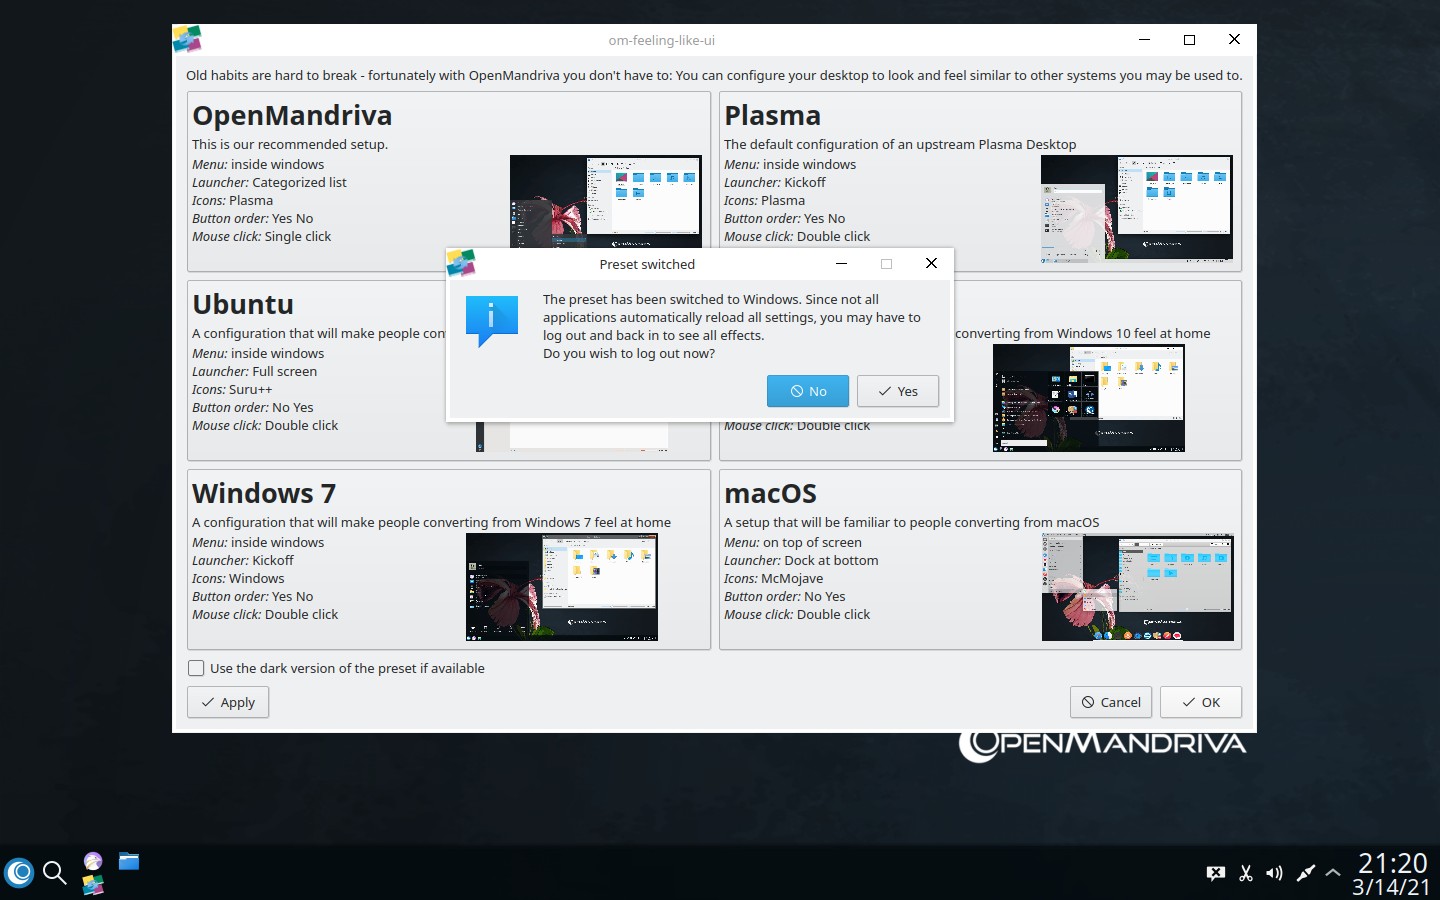 om-feeling-like-ui
Old habits are hard to break - fortunately with OpenMandriva you don't have to: You can configure your desktop to look and feel similar to other systems you may be used to.
OpenMandriva
This is our recommended setup.
Menu: inside windows
Launcher: Categorized list
Icons: Plasma
Button order: Yes No
Mouse click: Single click
Plasma
The default configuration of an upstream Plasma Desktop
Menu: inside windows
Launcher: Kickoff
Icons: Plasma
Button order: Yes No
Mouse click: Double click
Preset switched
The preset has been switched to Windows. Since not all
applications automatically reload all settings, you may have to
log out and back in to see all effects.
Do you wish to log out now?
No
Yes
Ubuntu
A configuration that will make people con
Menu: inside windows
Launcher: Full screen
Icons: Suru++
Button order: No Yes
Mouse click: Double click
converting from Windows 10 feel at home
Mouse click: Double click
Windows 7
A configuration that will make people converting from Windows 7 feel at home
Menu: inside windows
Launcher: Kickoff
Icons: Windows
Button order: Yes No
Mouse click: Double click
macOS
A setup that will be familiar to people converting from macOS
Menu: on top of screen
Launcher: Dock at bottom
Icons: McMojave
Button order: No Yes
Mouse click: Double click
Use the dark version of the preset if available
Apply
Cancel
OK
OPENMANDRIVA
21:20
3/14/21